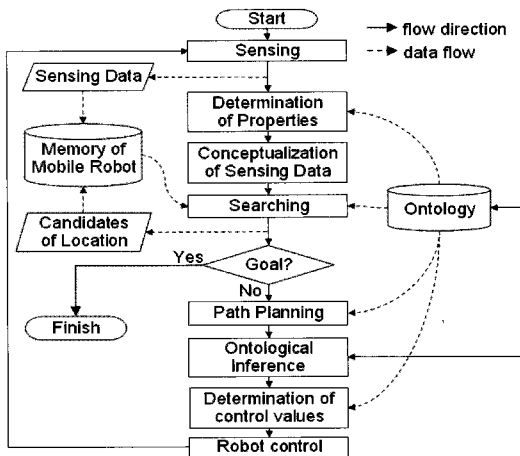 Start
flow direction
data flow
Sensing
Sensing Data
Determination
of Properties
Memory of
Mobile Robot
Conceptualization
of Sensing Data
Searching
Ontology
Candidates
of Location
Yes
Goal?
No
Finish
Path Planning
Ontological
Inference
Determination of
control values
Robot control